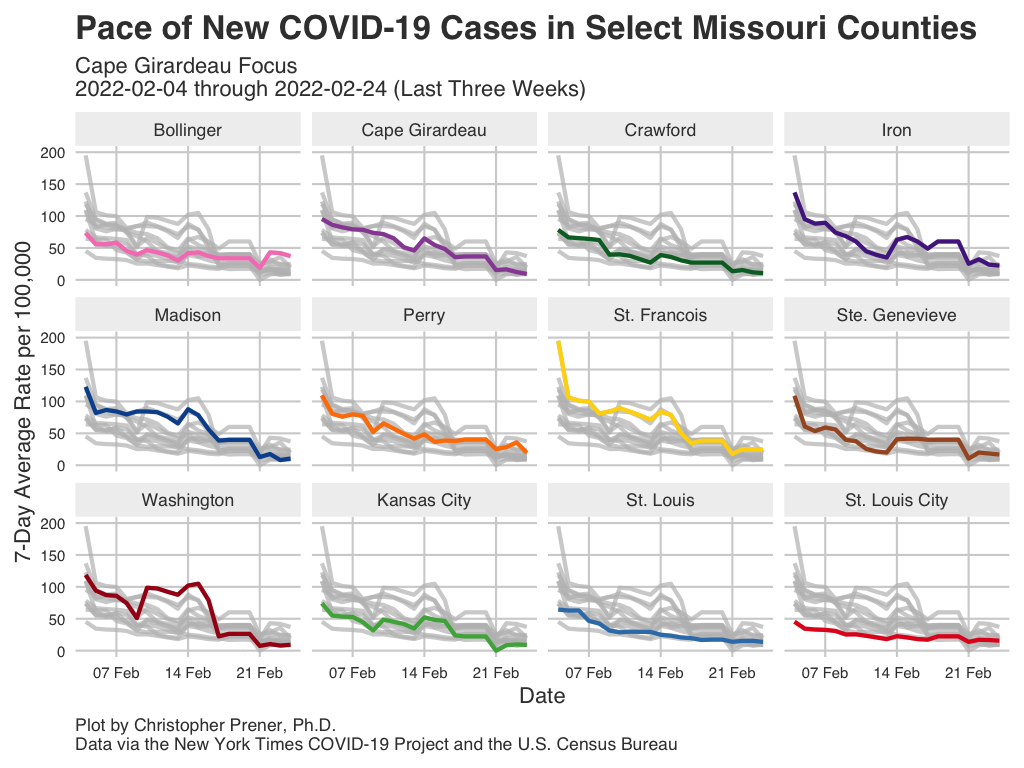 Pace of New COVID-19 Cases in Select Missouri Counties
Cape Girardeau Focus
2022-02-04 through 2022-02-24 (Last Three Weeks)
Bollinger Cape Girardeau Crawford Iron
200
150
100
50
0
Madison Perry St. Francois Ste. Genevieve
200
150
100
50
0
Washington Kansas City St. Louis St. Louis City
200
150
100
50
0
07 Feb 14 Feb 21 Feb 07 Feb 14 Feb 21 Feb 07 Feb 14 Feb 21 Feb 07 Feb 14 Feb 21 Feb
7-Day Average Rate per 100,000
Date
Plot by Christopher Prener, Ph.D.
Data via the New York Times COVID-19 Project and the U.S. Census Bureau